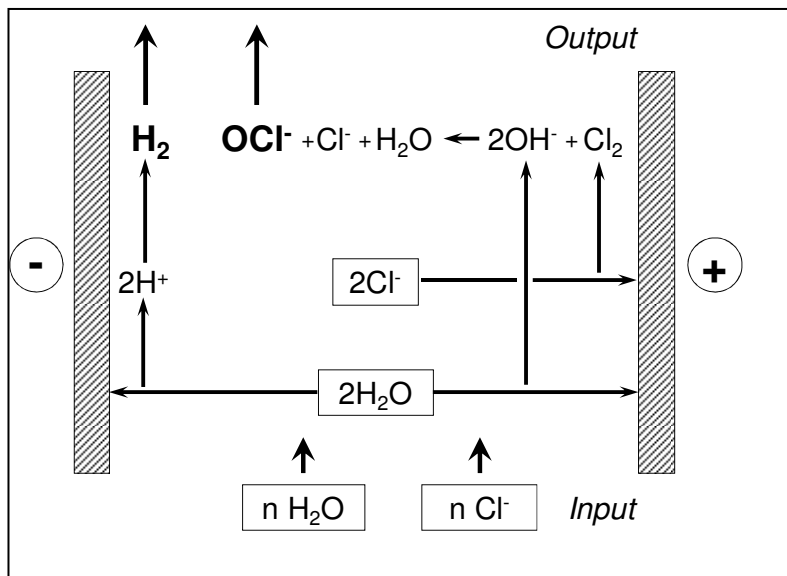 Output
H₂ OCl⁻ + Cl⁻ + H₂O 2OH⁻ + Cl₂
- 2H⁺ 2Cl⁻ +
2H₂O
n H₂O n Cl⁻ Input